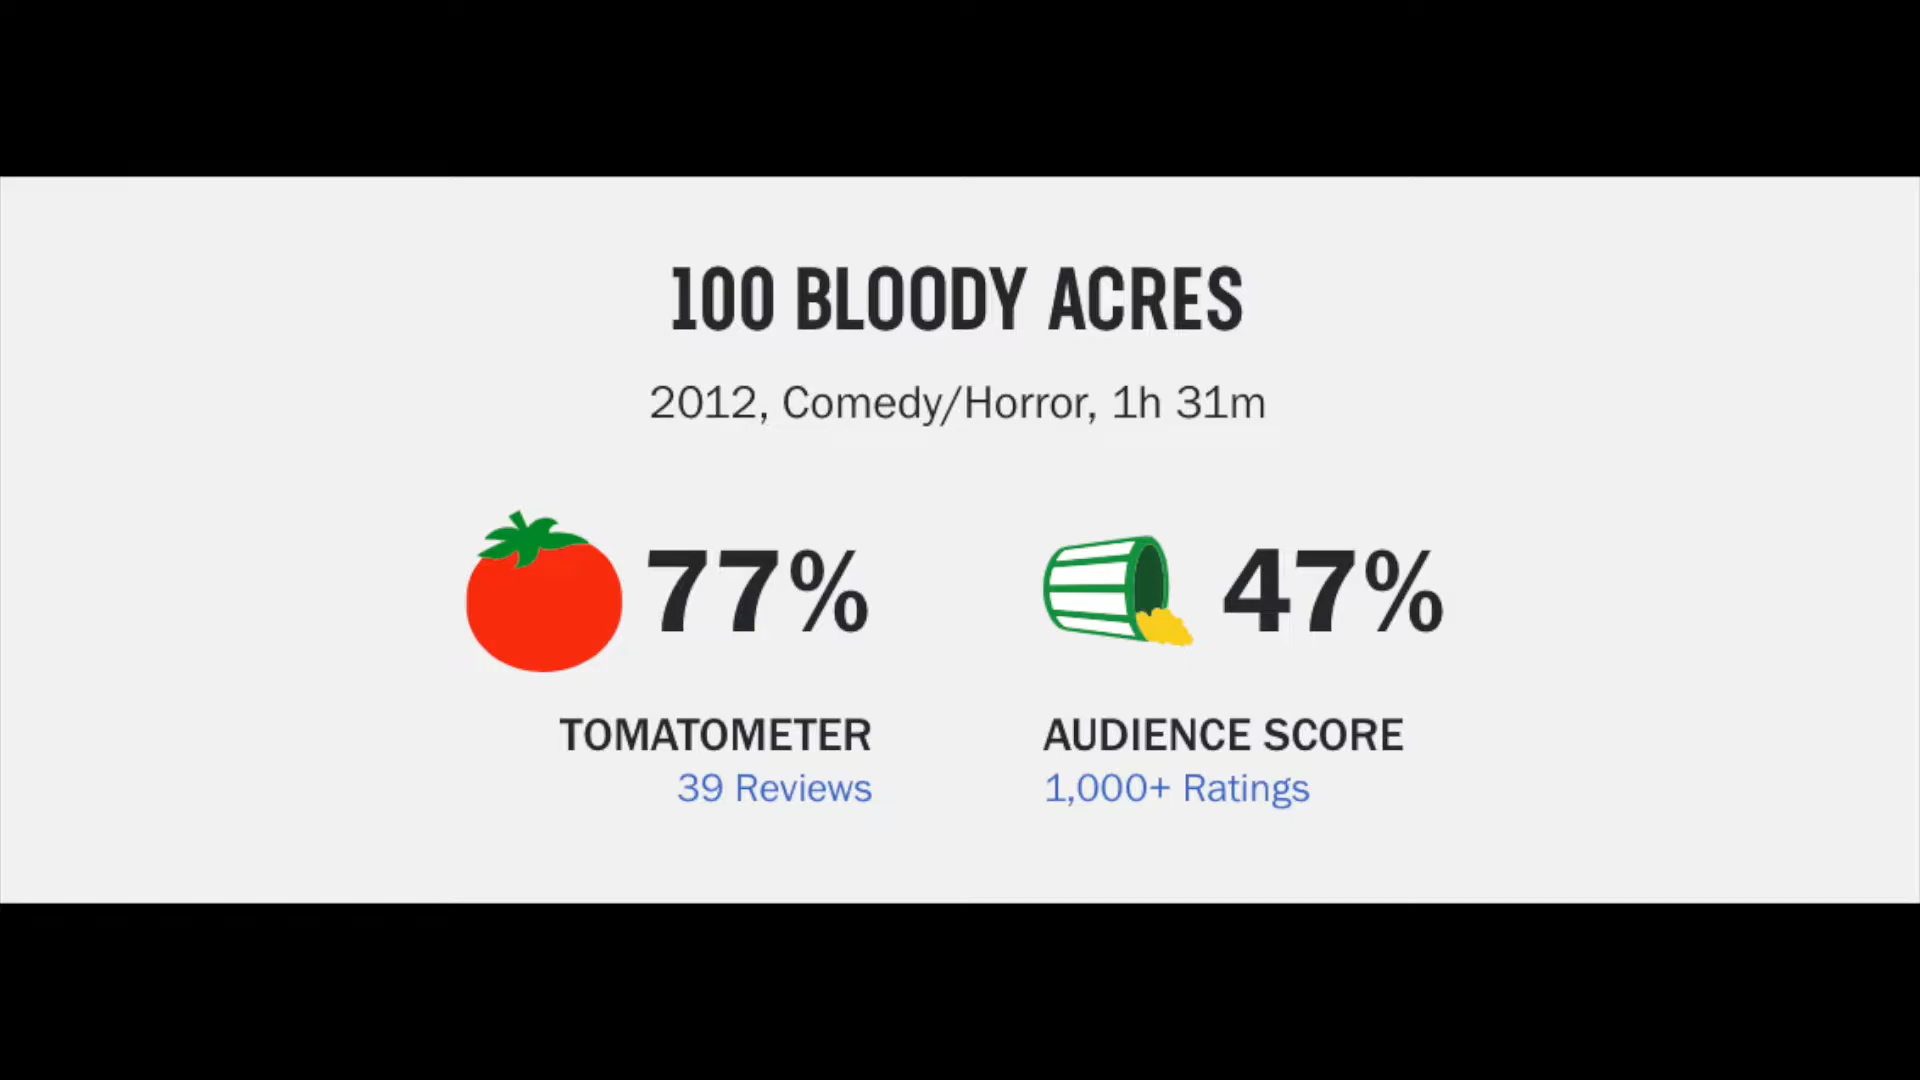 100 BLOODY ACRES
2012, Comedy/Horror, 1h 31m
77%
47%
TOMATOMETER
AUDIENCE SCORE
39 Reviews
1,000+ Ratings